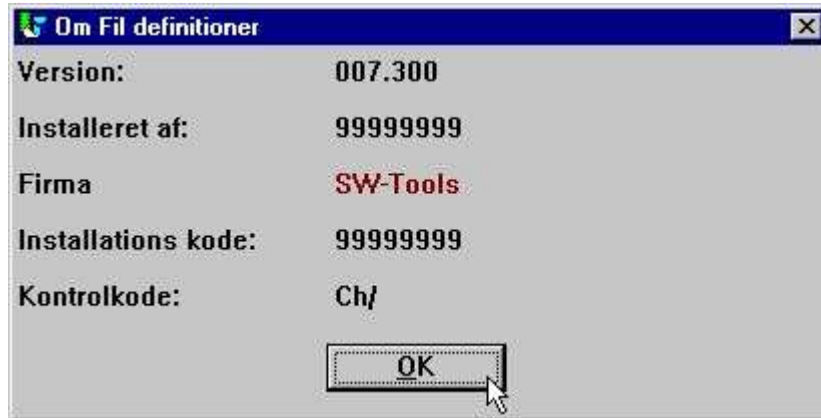 Om Fil definitioner
Version: 007.300
Installeret af: 99999999
Firma SW-Tools
Installations kode: 99999999
Kontrolkode: Ch/
OK